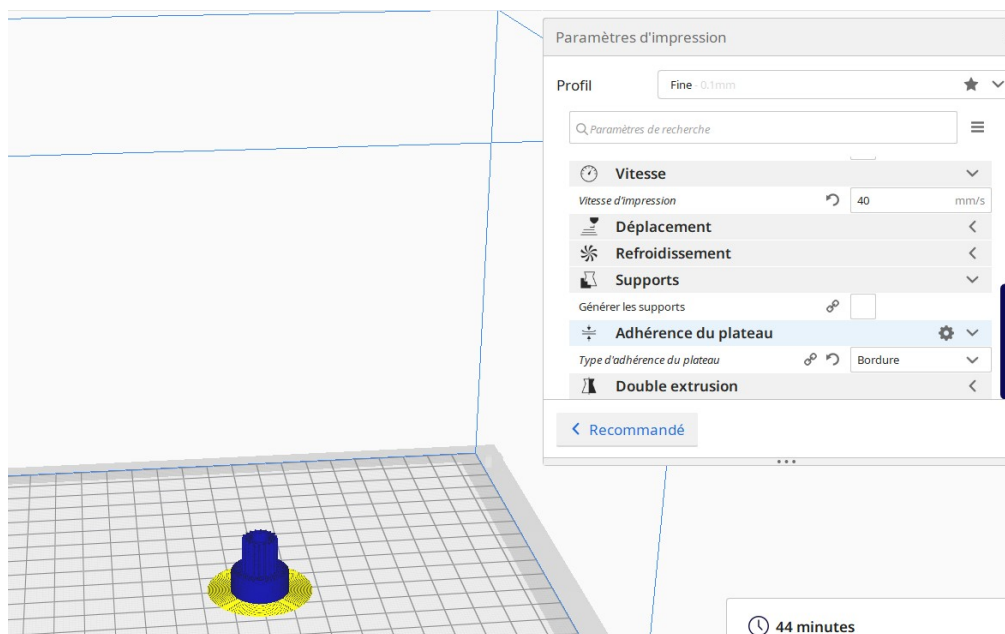 Paramètres d'impression
Profil Fine - 0.1mm
Paramètres de recherche
Vitesse
Vitesse d'impression 40 mm/s
Déplacement
Refroidissement
Supports
Générer les supports
Adhérence du plateau
Type d'adhérence du plateau Bordure
Double extrusion
Recommandé
44 minutes